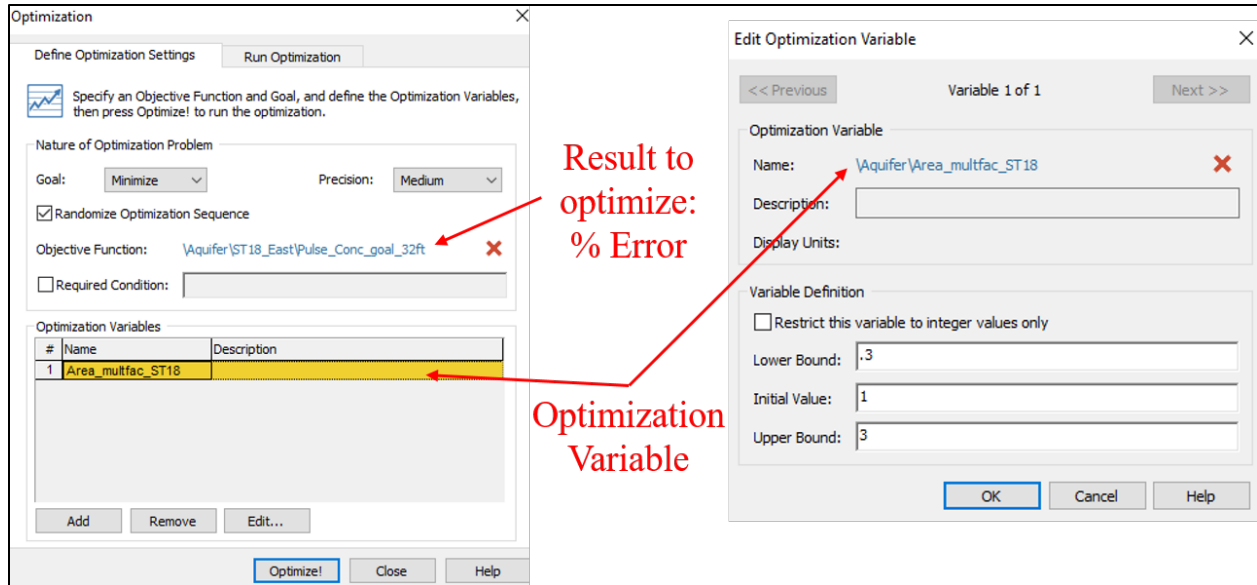 Optimization
Define Optimization Settings
Run Optimization
Specify an Objective Function and Goal, and define the Optimization Variables,
then press Optimize! to run the optimization.
Nature of Optimization Problem
Goal:
Minimize
Precision:
Medium
Randomize Optimization Sequence
Objective Function:
\Aquifer\ST18_East\Pulse_Conc_goal_32ft
Required Condition:
Optimization Variables
# Name Description
1 Area_multfac_ST18
Add
Remove
Edit...
Optimize!
Close
Help
Result to
optimize:
% Error
Optimization
Variable
Edit Optimization Variable
<< Previous
Variable 1 of 1
Next >>
Optimization Variable
Name:
\Aquifer\Area_multfac_ST18
Description:
Display Units:
Variable Definition
Restrict this variable to integer values only
Lower Bound:
.3
Initial Value:
1
Upper Bound:
3
OK
Cancel
Help